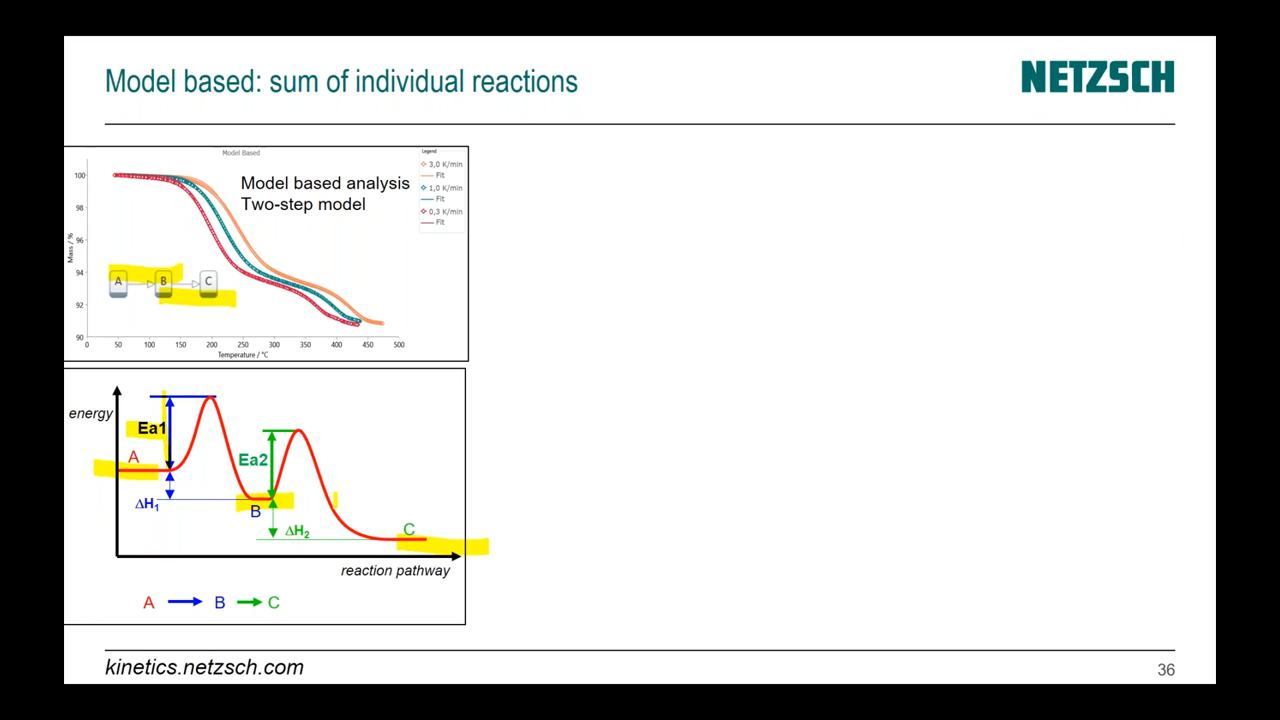 Model based: sum of individual reactions
NETZSCH
Model Based
Model based analysis
Two-step model
Legend
3,0 K/min
Fit
1,0 K/min
Fit
0,3 K/min
Fit
Mass / %
100
98
96
94
92
90
A B C
0 50 100 150 200 250 300 350 400 450 500
Temperature / °C
energy
Ea1
A
ΔH1
Ea2
B
ΔH2
C
reaction pathway
A B C
kinetics.netzsch.com
36